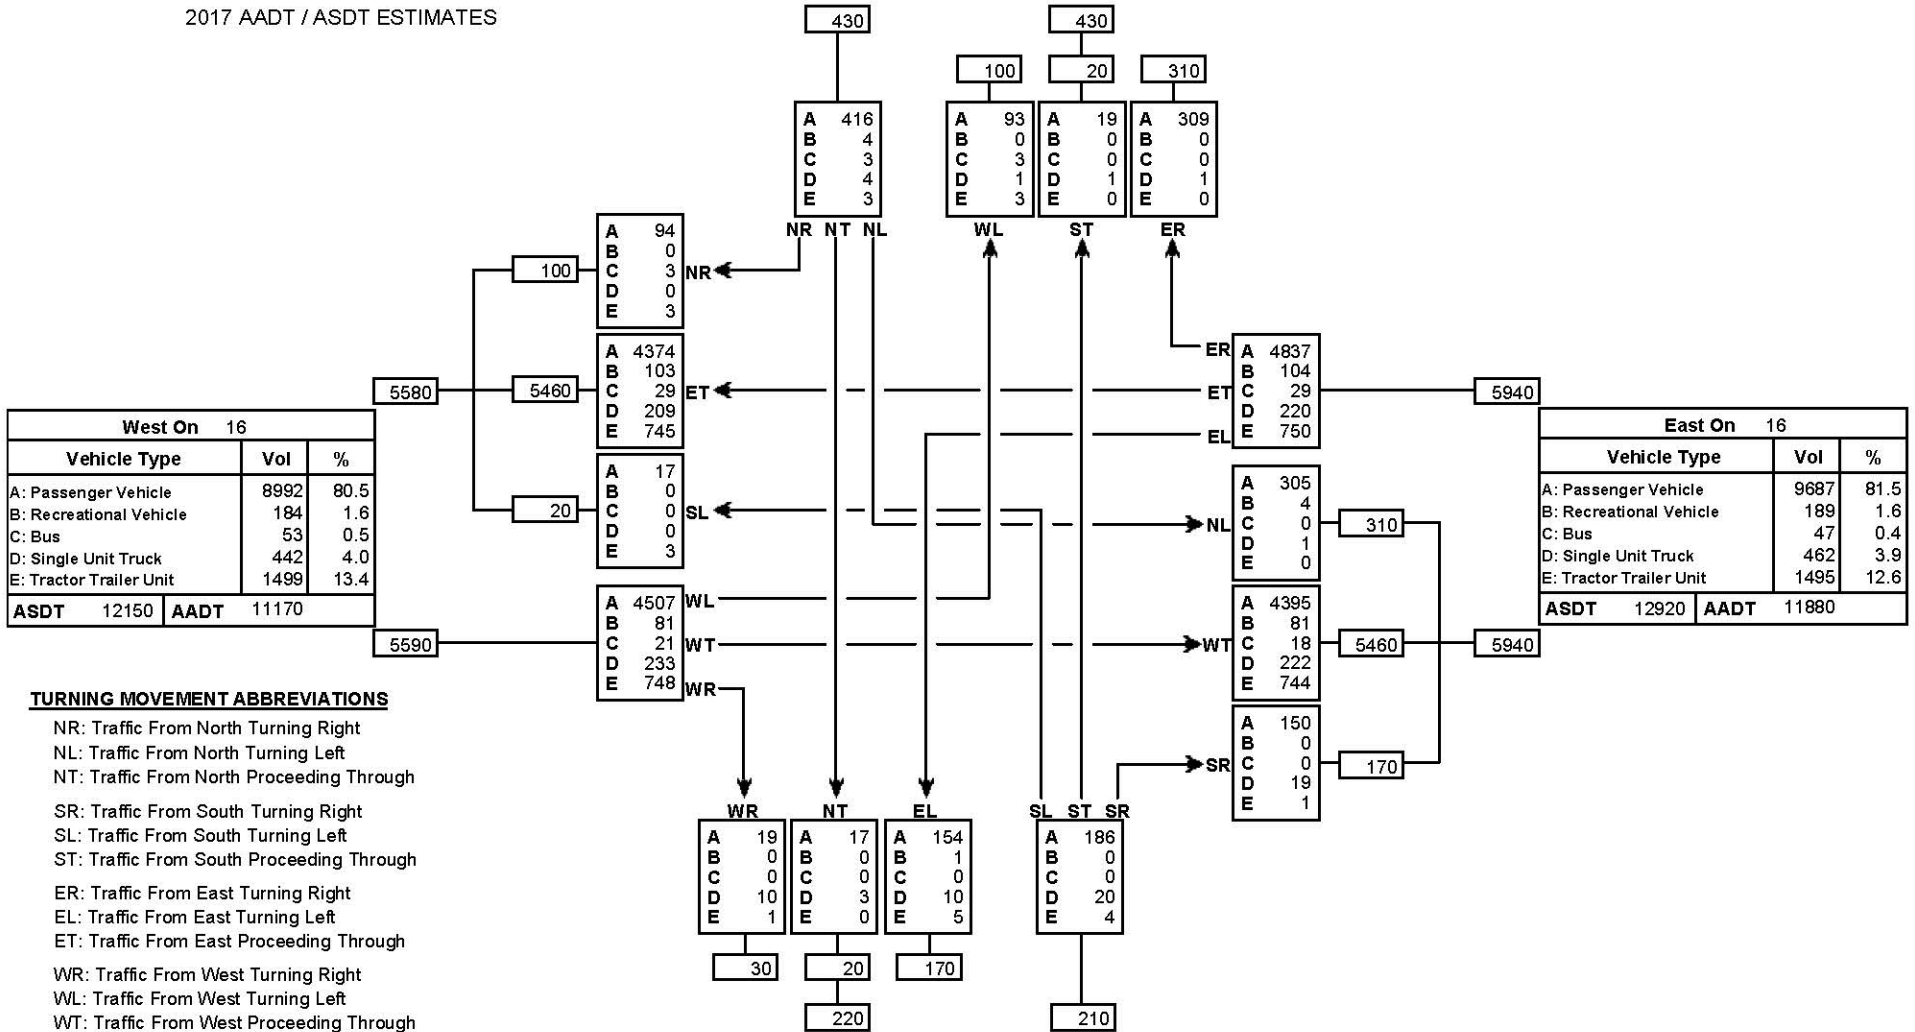 2017 AADT / ASDT ESTIMATES
430
430
100
20
310
A 416
B 4
C 3
D 4
E 3
A 93
B 0
C 3
D 1
E 3
A 19
B 0
C 0
D 1
E 0
A 309
B 0
C 0
D 1
E 0
NR NT NL
WL
ST
ER
100
A 94
B 0
C 3
D 0
E 3
NR
5580
5460
A 4374
B 103
C 29
D 209
E 745
ET
20
A 17
B 0
C 0
D 0
E 3
SL
5590
A 4507
B 81
C 21
D 233
E 748
WL
WT
WR
West On 16
Vehicle Type Vol %
A: Passenger Vehicle 8992 80.5
B: Recreational Vehicle 184 1.6
C: Bus 53 0.5
D: Single Unit Truck 442 4.0
E: Tractor Trailer Unit 1499 13.4
ASDT 12150 AADT 11170
ER
ET
EL
A 4837
B 104
C 29
D 220
E 750
5940
NL
A 305
B 4
C 0
D 1
E 0
310
WT
A 4395
B 81
C 18
D 222
E 744
5460
5940
SR
A 150
B 0
C 0
D 19
E 1
170
East On 16
Vehicle Type Vol %
A: Passenger Vehicle 9687 81.5
B: Recreational Vehicle 189 1.6
C: Bus 47 0.4
D: Single Unit Truck 462 3.9
E: Tractor Trailer Unit 1495 12.6
ASDT 12920 AADT 11880
TURNING MOVEMENT ABBREVIATIONS
NR: Traffic From North Turning Right
NL: Traffic From North Turning Left
NT: Traffic From North Proceeding Through
SR: Traffic From South Turning Right
SL: Traffic From South Turning Left
ST: Traffic From South Proceeding Through
ER: Traffic From East Turning Right
EL: Traffic From East Turning Left
ET: Traffic From East Proceeding Through
WR: Traffic From West Turning Right
WL: Traffic From West Turning Left
WT: Traffic From West Proceeding Through
WR
NT
EL
SL ST SR
A 19
B 0
C 0
D 10
E 1
A 17
B 0
C 0
D 3
E 0
A 154
B 1
C 0
D 10
E 5
A 186
B 0
C 0
D 20
E 4
30
20
170
220
210